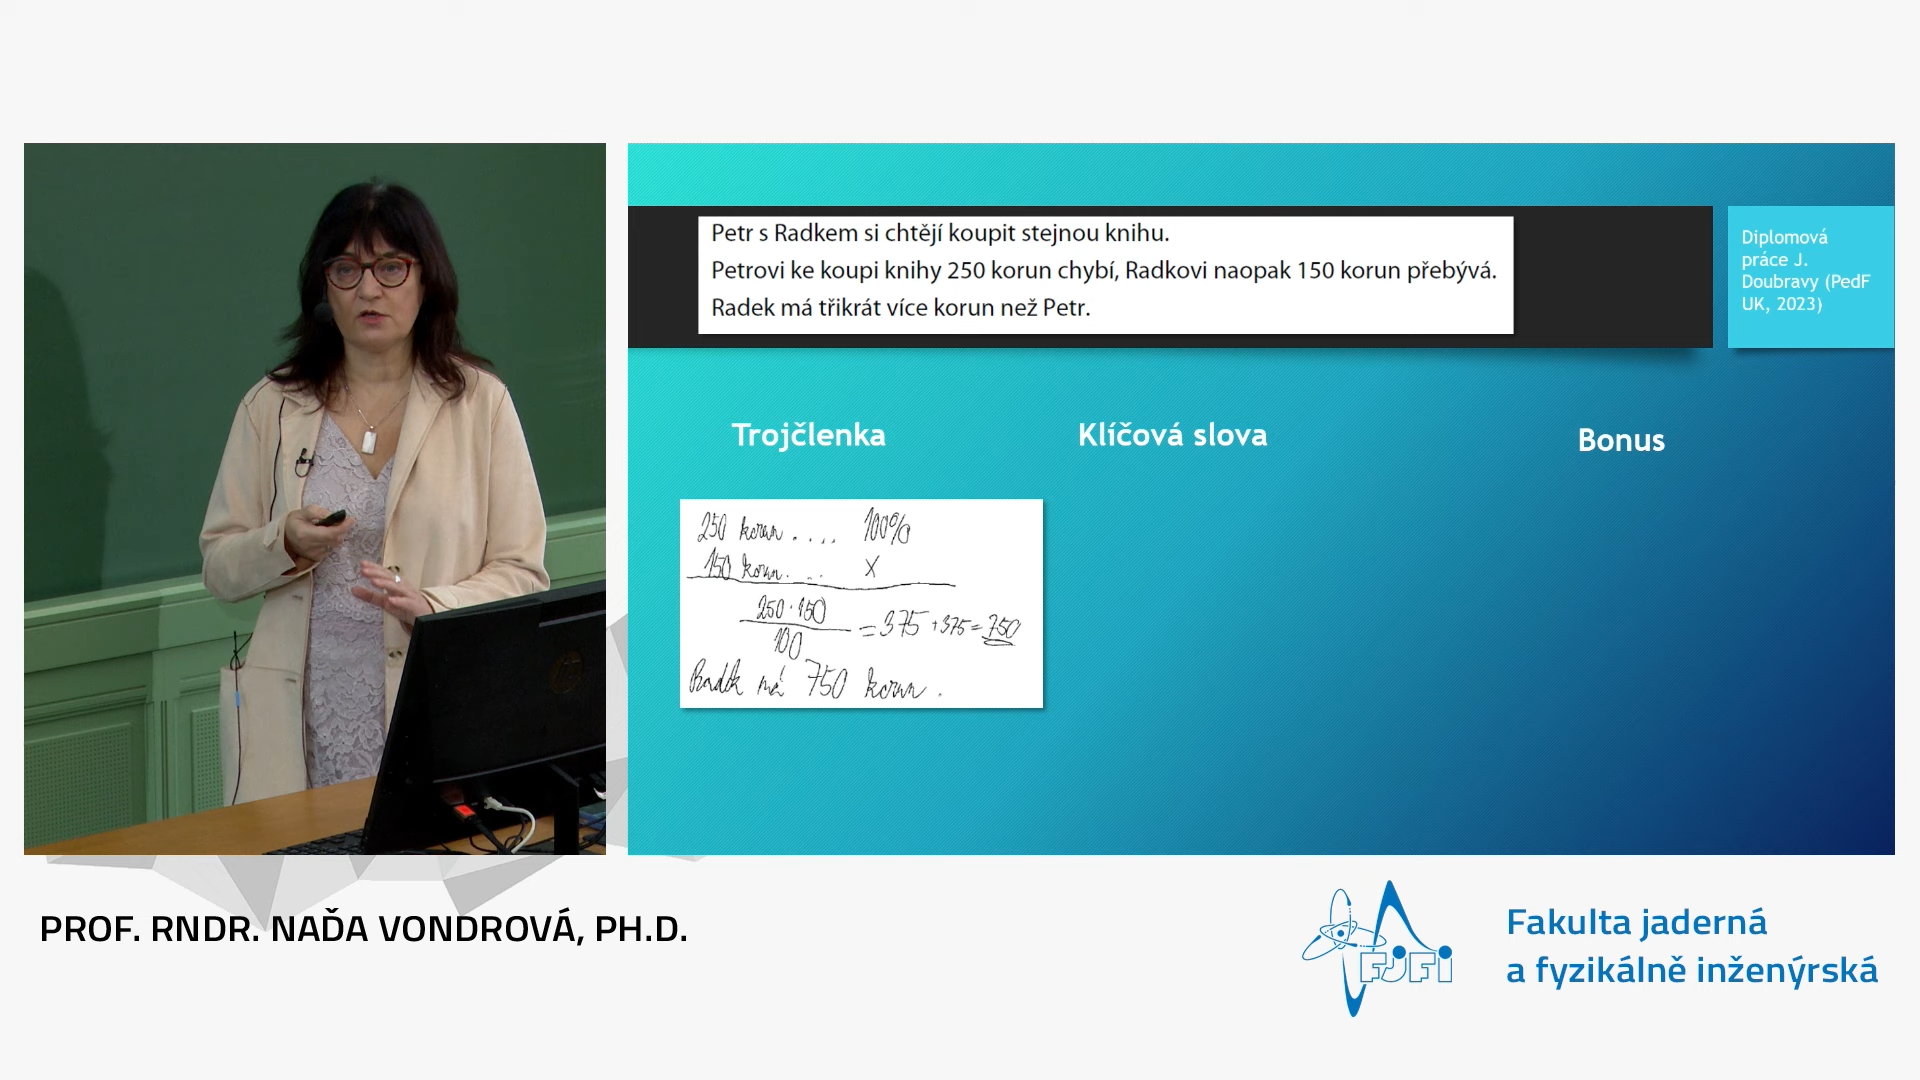 Petr s Radkem si chtějí koupit stejnou knihu.
Petrovi ke koupi knihy 250 korun chybí, Radkovi naopak 150 korun přebývá.
Radek má třikrát více korun než Petr.
Diplomová
práce J.
Doubravy (PedF
UK, 2023)
Trojčlenka
Klíčová slova
Bonus
250 korun . . . . 100%
150 korun. . . . x
250 · 150
100
= 375 + 375 = 750
Radek má 750 korun .
PROF. RNDR. NAĎA VONDROVÁ, PH.D.
FJFI
Fakulta jaderná
a fyzikálně inženýrská